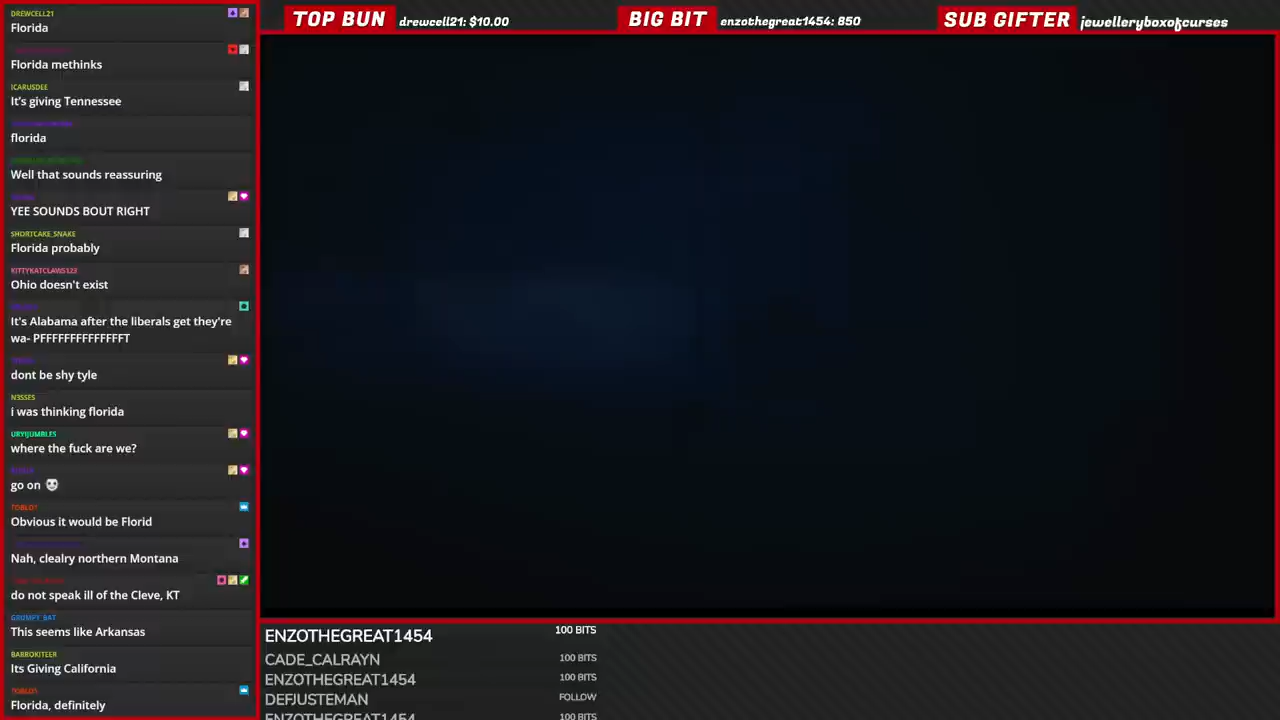 TOP BUN drewcell21: $10.00
BIG BIT enzothegreat1454: 850
SUB GIFTER jewelleryboxofcurses
DREWCELL21
Florida
Florida methinks
ICARUSDEE
It's giving Tennessee
florida
Well that sounds reassuring
YEE SOUNDS BOUT RIGHT
SHORTCAKE_SNAKE
Florida probably
KITTYKATCLAWS123
Ohio doesn't exist
It's Alabama after the liberals get they're
wa- PFFFFFFFFFFFFFT
dont be shy tyle
N3SSES
i was thinking florida
URYIJUMBLES
where the fuck are we?
go on
TOBLO1
Obvious it would be Florid
Nah, clealry northern Montana
do not speak ill of the Cleve, KT
GRUMPY_BAT
This seems like Arkansas
BARBOKITEER
Its Giving California
TOBLO1
Florida, definitely
ENZOTHEGREAT1454 100 BITS
CADE_CALRAYN 100 BITS
ENZOTHEGREAT1454 100 BITS
DEFJUSTEMAN FOLLOW
ENZOTHEGREAT1454 100 BITS